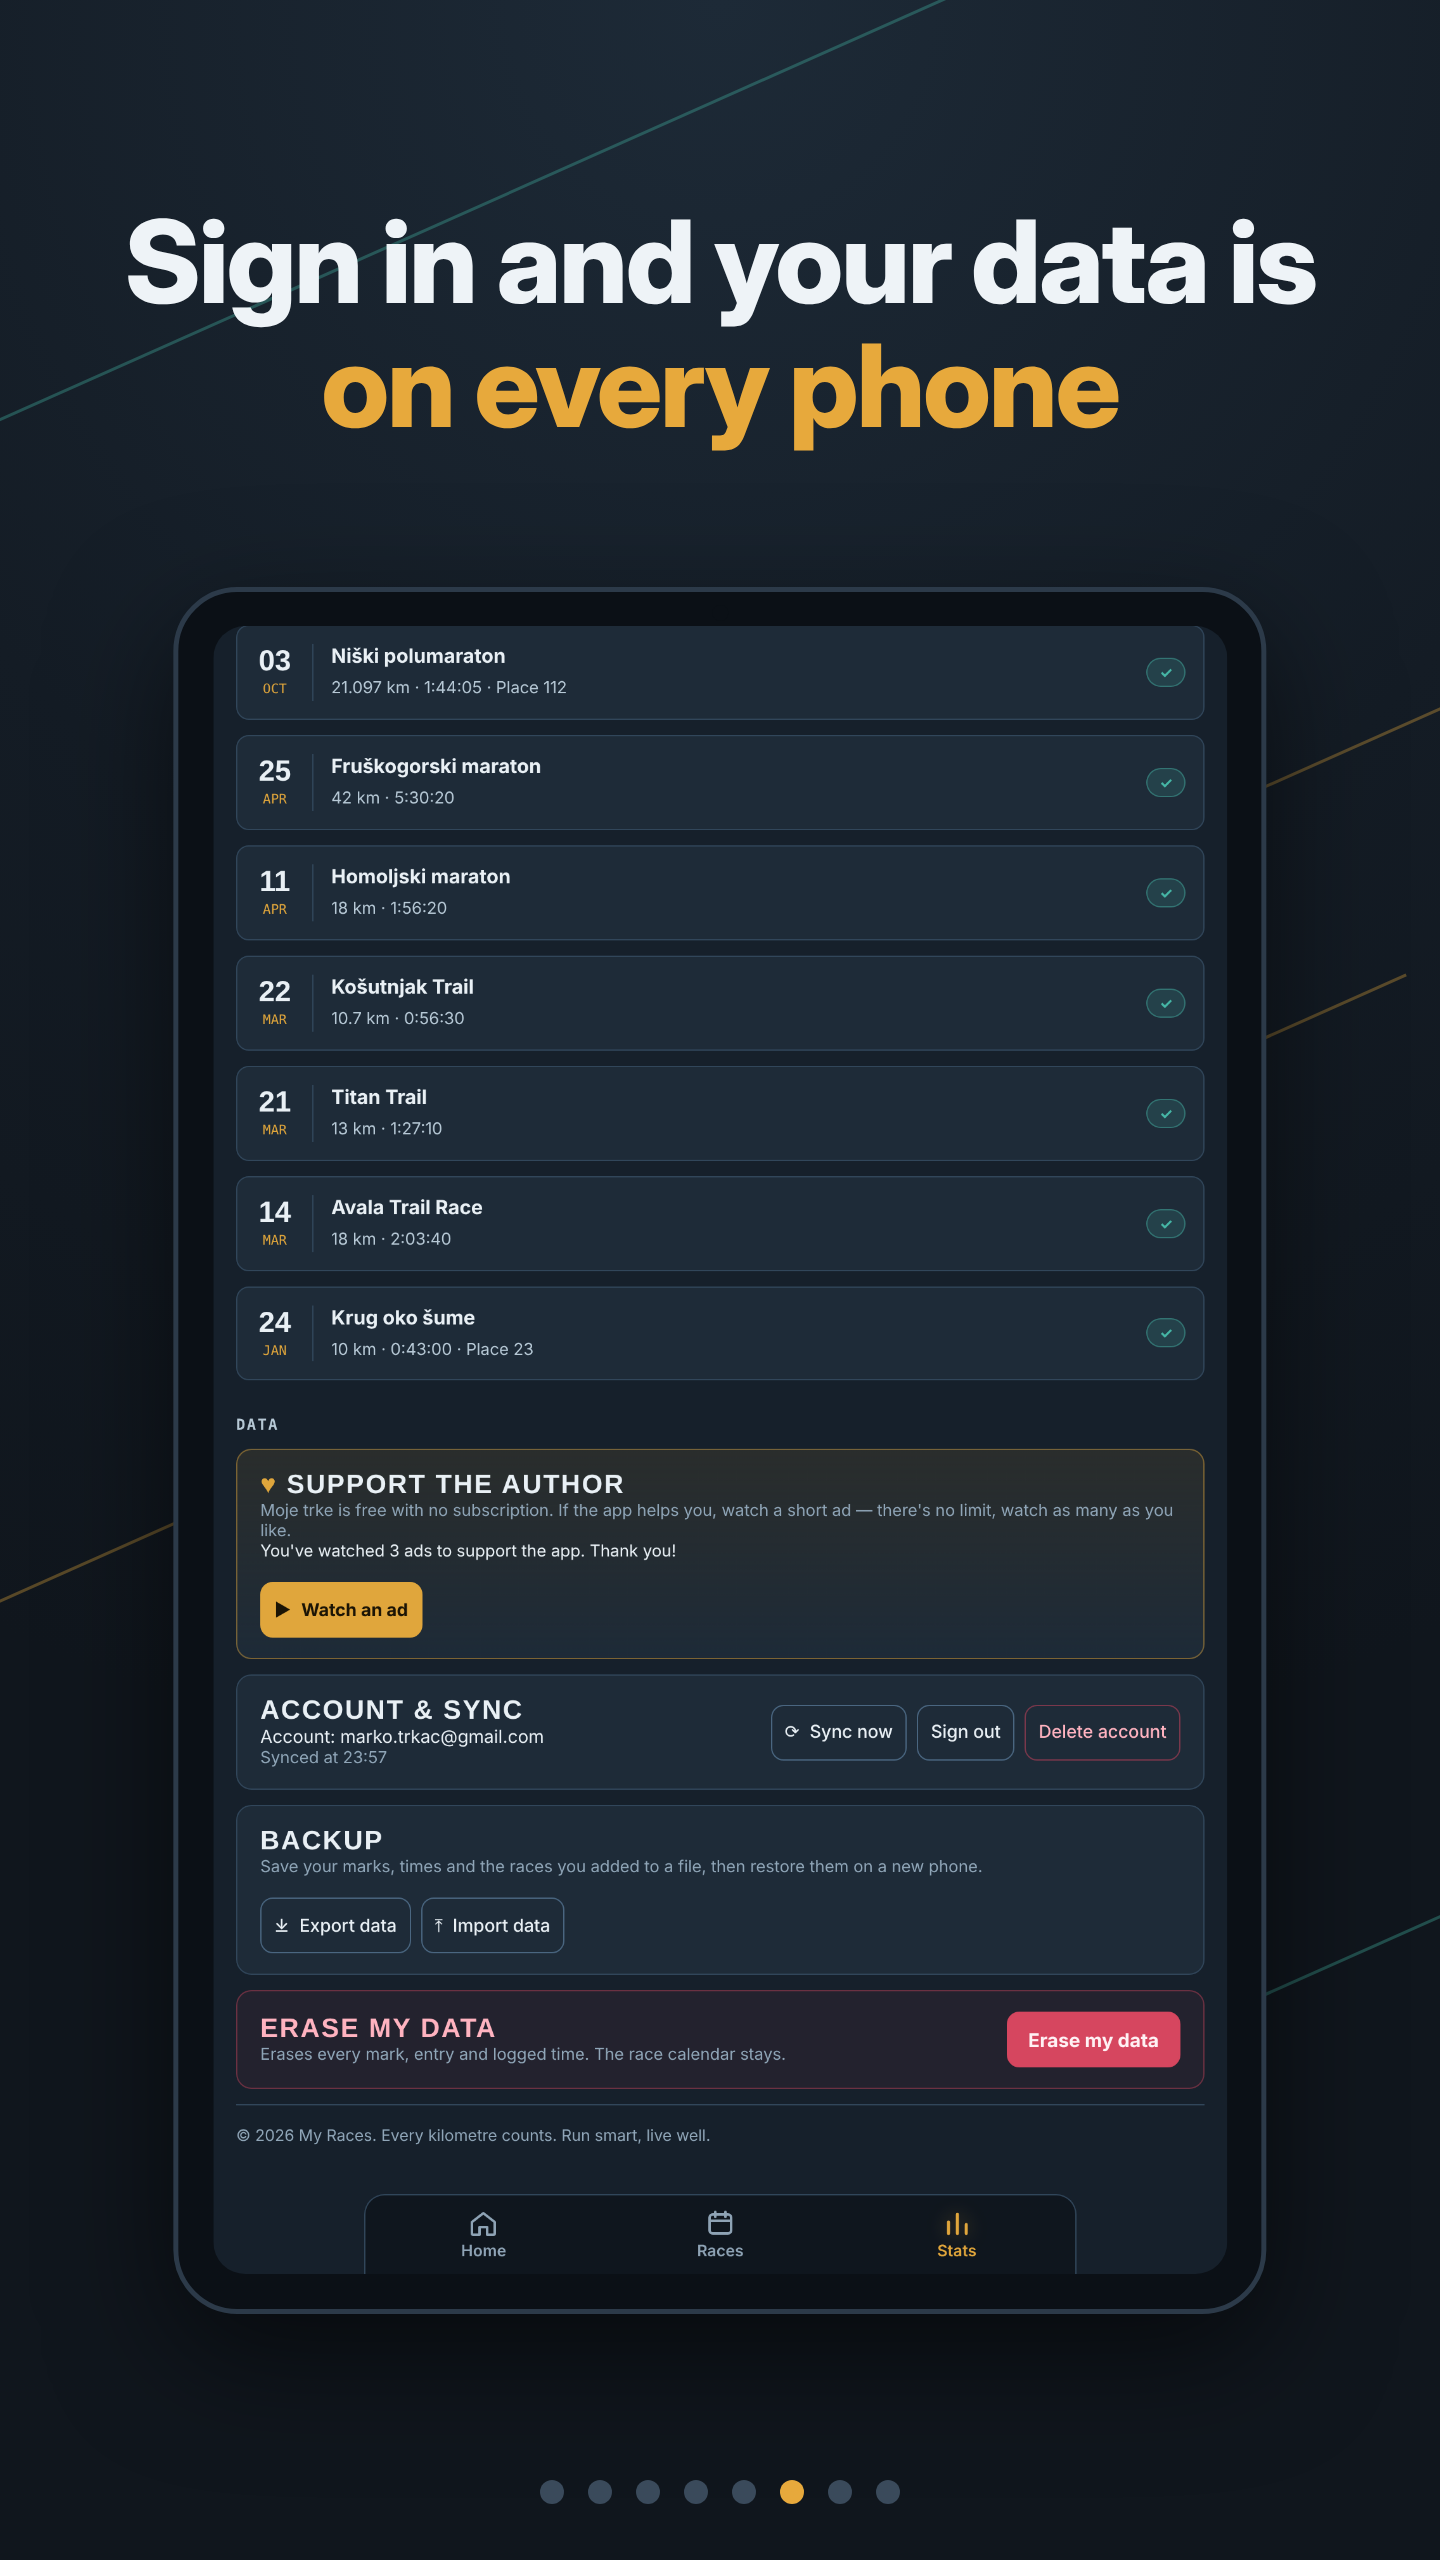 Sign in and your data is
on every phone
03
OCT
Niški polumaraton
21.097 km · 1:44:05 · Place 112
25
APR
Fruškogorski maraton
42 km · 5:30:20
11
APR
Homoljski maraton
18 km · 1:56:20
22
MAR
Košutnjak Trail
10.7 km · 0:56:30
21
MAR
Titan Trail
13 km · 1:27:10
14
MAR
Avala Trail Race
18 km · 2:03:40
24
JAN
Krug oko šume
10 km · 0:43:00 · Place 23
DATA
♥ SUPPORT THE AUTHOR
Moje trke is free with no subscription. If the app helps you, watch a short ad — there's no limit, watch as many as you
like.
You've watched 3 ads to support the app. Thank you!
Watch an ad
ACCOUNT & SYNC
Account: marko.trkac@gmail.com
Synced at 23:57
Sync now
Sign out
Delete account
BACKUP
Save your marks, times and the races you added to a file, then restore them on a new phone.
Export data
Import data
ERASE MY DATA
Erases every mark, entry and logged time. The race calendar stays.
Erase my data
© 2026 My Races. Every kilometre counts. Run smart, live well.
Home
Races
Stats